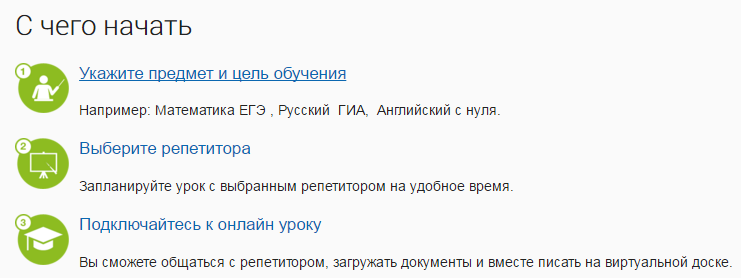 С чего начать
1
Укажите предмет и цель обучения
Например: Математика ЕГЭ , Русский ГИА, Английский с нуля.
2
Выберите репетитора
Запланируйте урок с выбранным репетитором на удобное время.
3
Подключайтесь к онлайн уроку
Вы сможете общаться с репетитором, загружать документы и вместе писать на виртуальной доске.